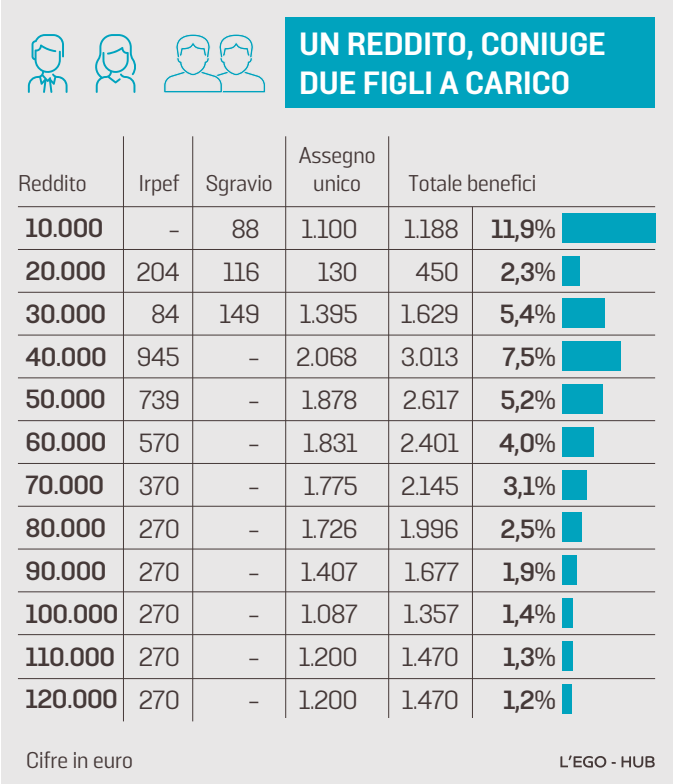 UN REDDITO, CONIUGE
DUE FIGLI A CARICO
Reddito Irpef Sgravio Assegno unico Totale benefici
10.000 - 88 1.100 1.188 11,9%
20.000 204 116 130 450 2,3%
30.000 84 149 1.395 1.629 5,4%
40.000 945 - 2.068 3.013 7,5%
50.000 739 - 1.878 2.617 5,2%
60.000 570 - 1.831 2.401 4,0%
70.000 370 - 1.775 2.145 3,1%
80.000 270 - 1.726 1.996 2,5%
90.000 270 - 1.407 1.677 1,9%
100.000 270 - 1.087 1.357 1,4%
110.000 270 - 1.200 1.470 1,3%
120.000 270 - 1.200 1.470 1,2%
Cifre in euro
L'EGO - HUB